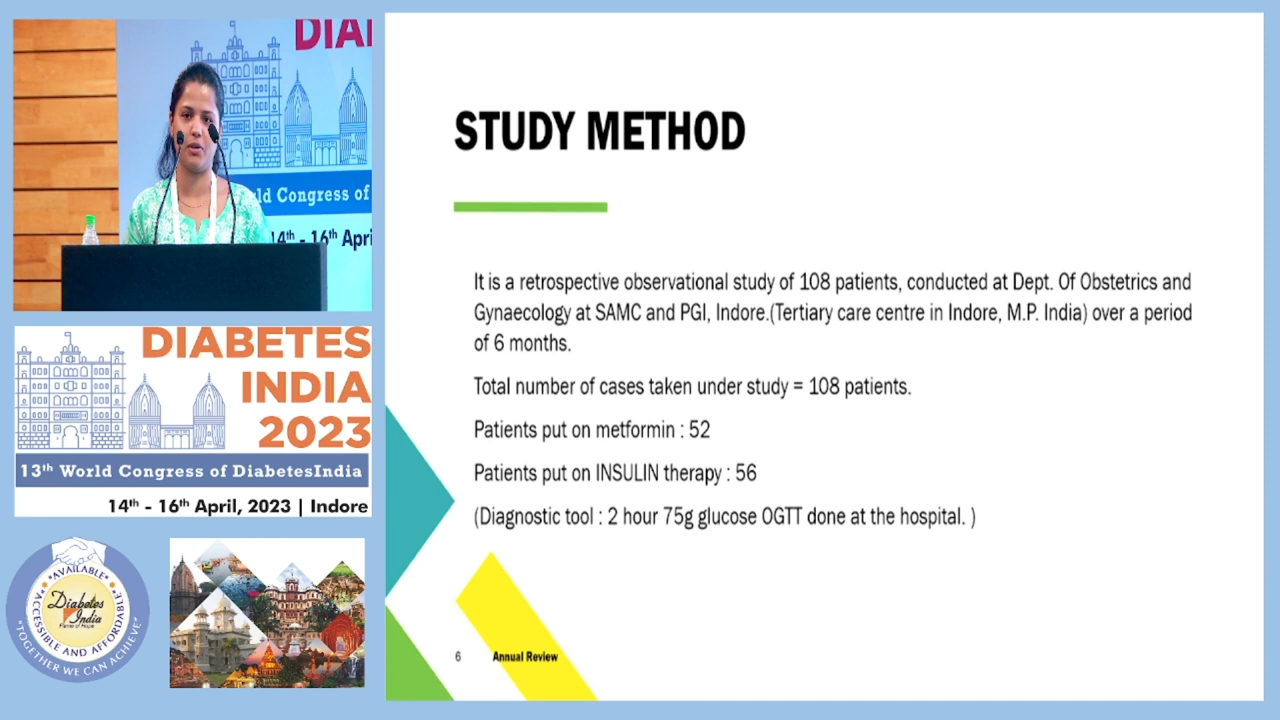 DIA
ld Congress of
14th - 16th Apri
DIABETES
INDIA
2023
13th World Congress of DiabetesIndia
14th - 16th April, 2023 | Indore
"AVAILABLE"
"ACCESSIBLE AND AFFORDABLE"
Diabetes
India
"TOGETHER WE CAN ACHIEVE"
STUDY METHOD
It is a retrospective observational study of 108 patients, conducted at Dept. Of Obstetrics and
Gynaecology at SAMC and PGI, Indore.(Tertiary care centre in Indore, M.P. India) over a period
of 6 months.
Total number of cases taken under study = 108 patients.
Patients put on metformin : 52
Patients put on INSULIN therapy : 56
(Diagnostic tool : 2 hour 75g glucose OGTT done at the hospital. )
6
Annual Review